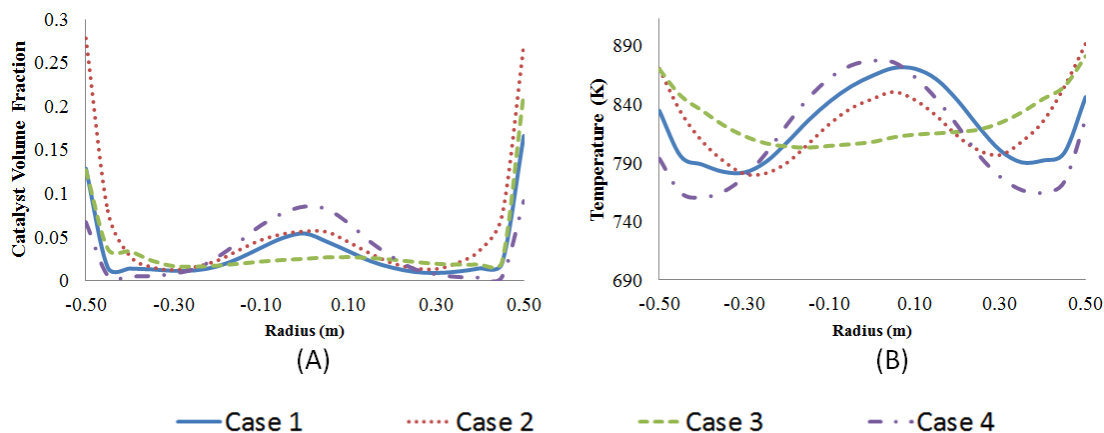 0.3
0.25
0.2
0.15
0.1
0.05
0
Catalyst Volume Fraction
-0.50 -0.30 -0.10 0.10 0.30 0.50
Radius (m)
(A)
890
840
790
740
690
Temperature (K)
-0.50 -0.30 -0.10 0.10 0.30 0.50
Radius (m)
(B)
Case 1 Case 2 Case 3 Case 4